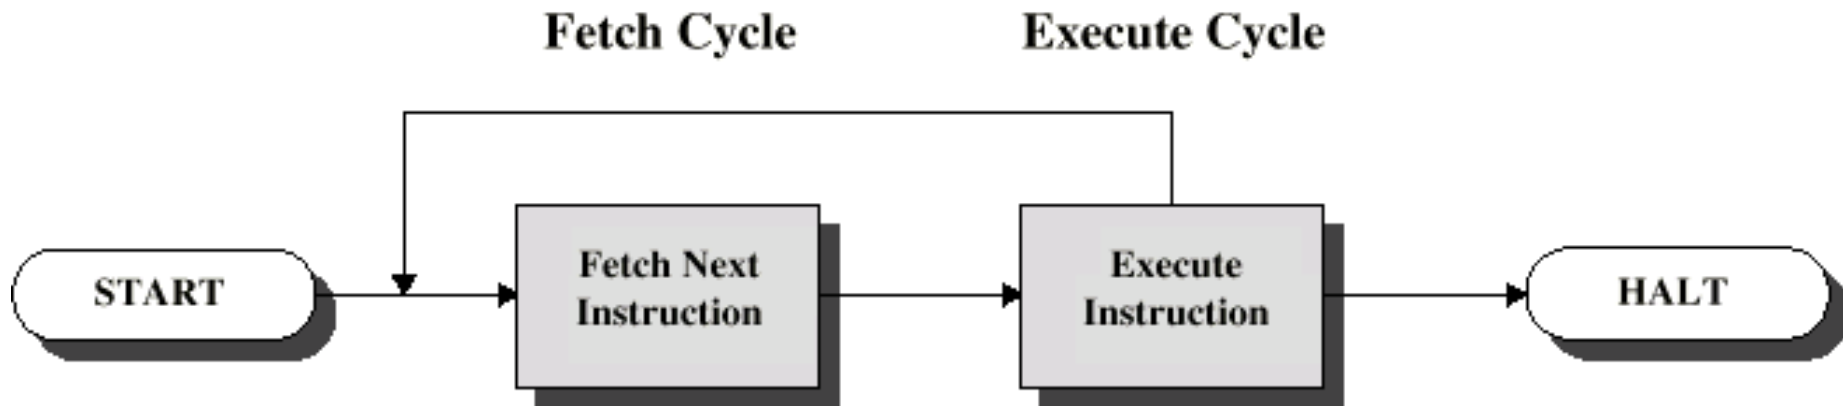 Fetch Cycle
Execute Cycle
START
Fetch Next
Instruction
Execute
Instruction
HALT